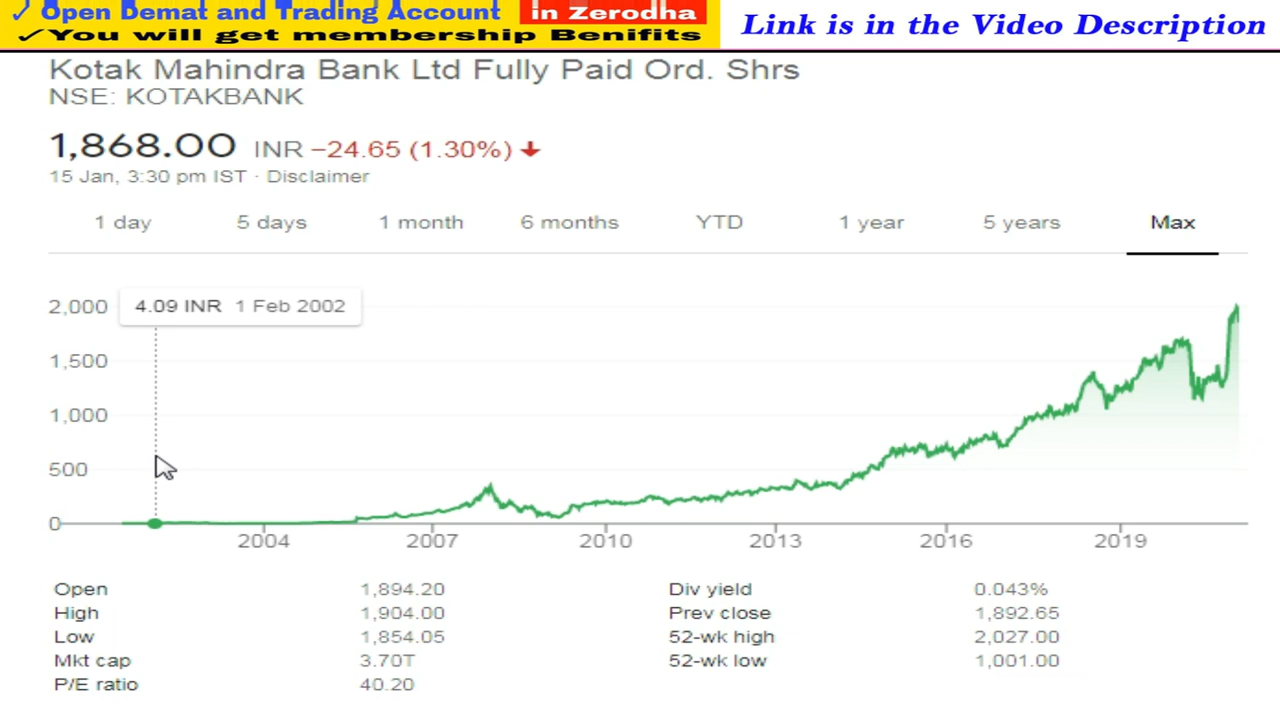 ✓ Open Demat and Trading Account in Zerodha
✓You will get membership Benifits
Link is in the Video Description
Kotak Mahindra Bank Ltd Fully Paid Ord. Shrs
NSE: KOTAKBANK
1,868.00 INR −24.65 (1.30%) ↓
15 Jan, 3:30 pm IST · Disclaimer
1 day 5 days 1 month 6 months YTD 1 year 5 years Max
4.09 INR 1 Feb 2002
2,000
1,500
1,000
500
0
2004 2007 2010 2013 2016 2019
Open 1,894.20 Div yield 0.043%
High 1,904.00 Prev close 1,892.65
Low 1,854.05 52-wk high 2,027.00
Mkt cap 3.70T 52-wk low 1,001.00
P/E ratio 40.20